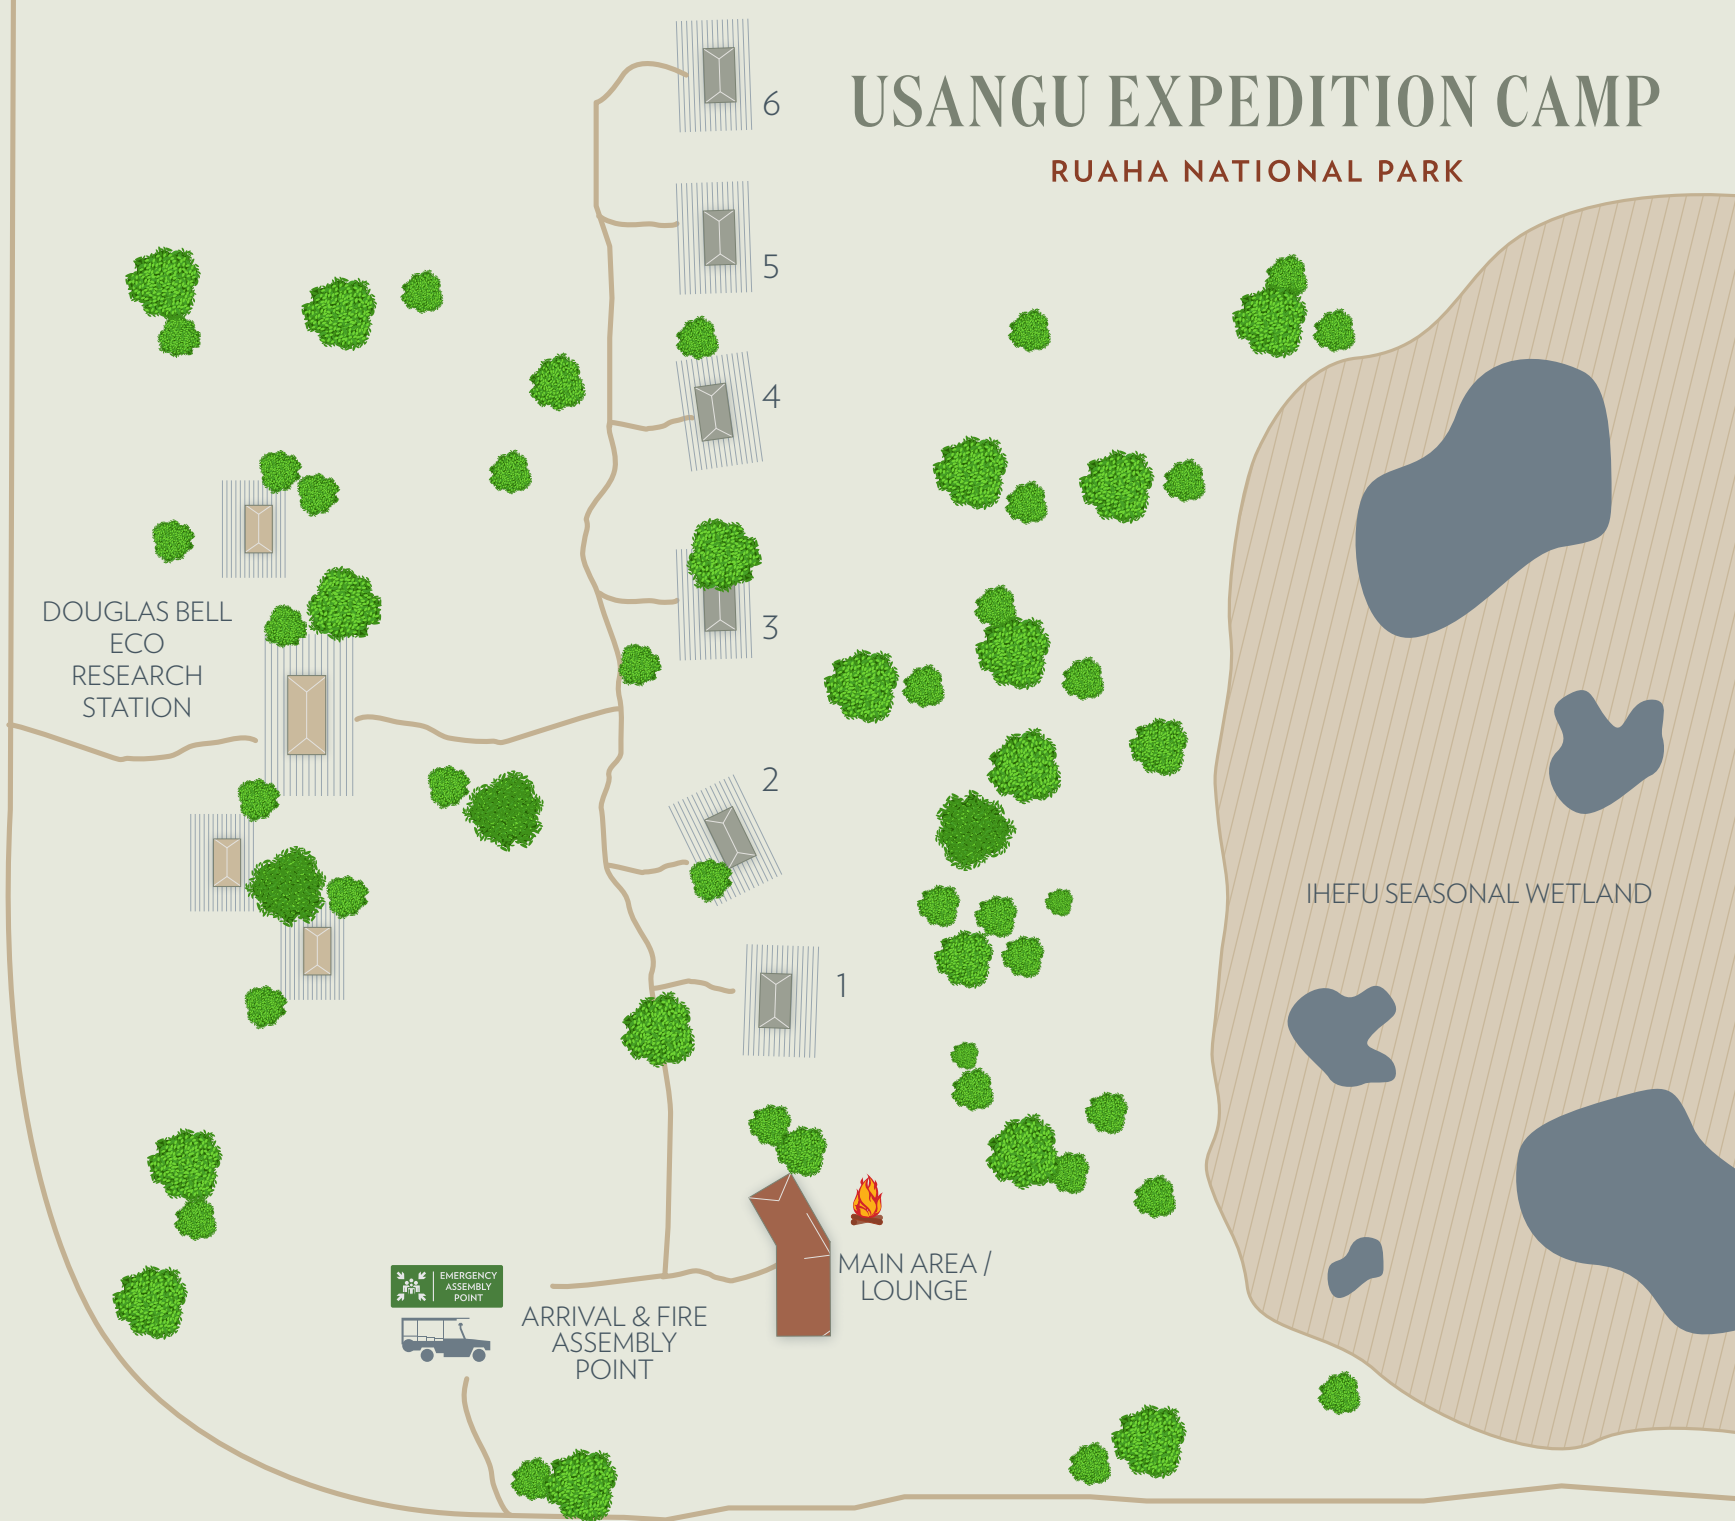 USANGU EXPEDITION CAMP
RUAHA NATIONAL PARK
6
5
4
3
2
1
DOUGLAS BELL
ECO
RESEARCH
STATION
IHEFU SEASONAL WETLAND
MAIN AREA /
LOUNGE
EMERGENCY
ASSEMBLY
POINT
ARRIVAL & FIRE
ASSEMBLY
POINT